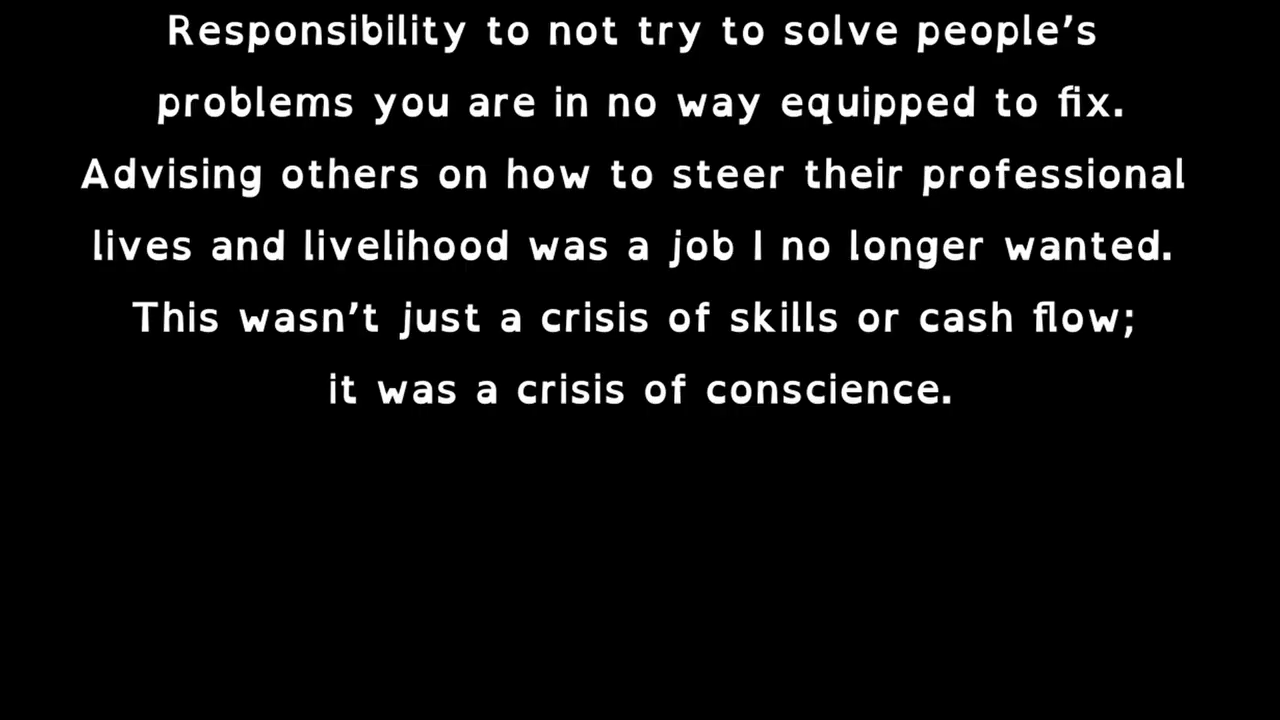 Responsibility to not try to solve people’s
problems you are in no way equipped to fix.
Advising others on how to steer their professional
lives and livelihood was a job I no longer wanted.
This wasn’t just a crisis of skills or cash flow;
it was a crisis of conscience.